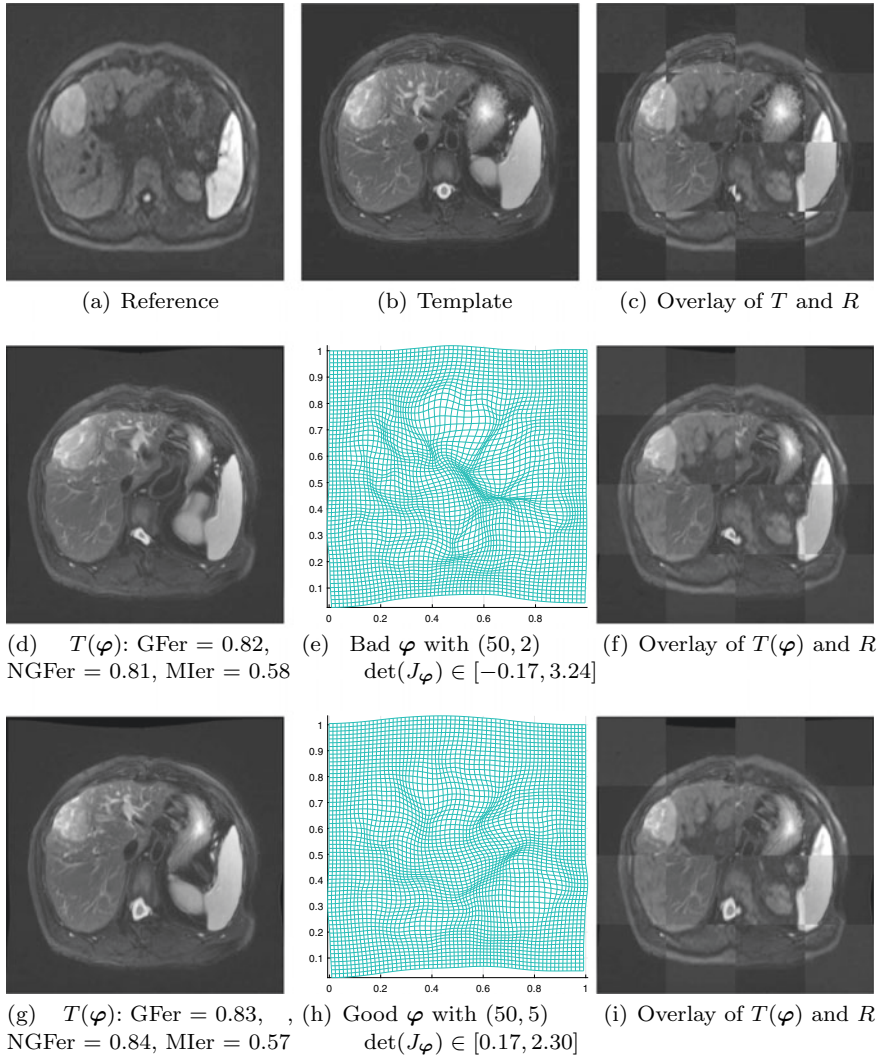 (a) Reference
(b) Template
(c) Overlay of T and R
1
0.9
0.8
0.7
0.6
0.5
0.4
0.3
0.2
0.1
0 0.2 0.4 0.6 0.8
(d) T(φ): GFer = 0.82,
NGFer = 0.81, MIer = 0.58
(e) Bad φ with (50, 2)
det(Jφ) ∈ [−0.17, 3.24]
(f) Overlay of T(φ) and R
1
0.9
0.8
0.7
0.6
0.5
0.4
0.3
0.2
0.1
0 0.2 0.4 0.6 0.8 1
(g) T(φ): GFer = 0.83, ,
NGFer = 0.84, MIer = 0.57
(h) Good φ with (50, 5)
det(Jφ) ∈ [0.17, 2.30]
(i) Overlay of T(φ) and R